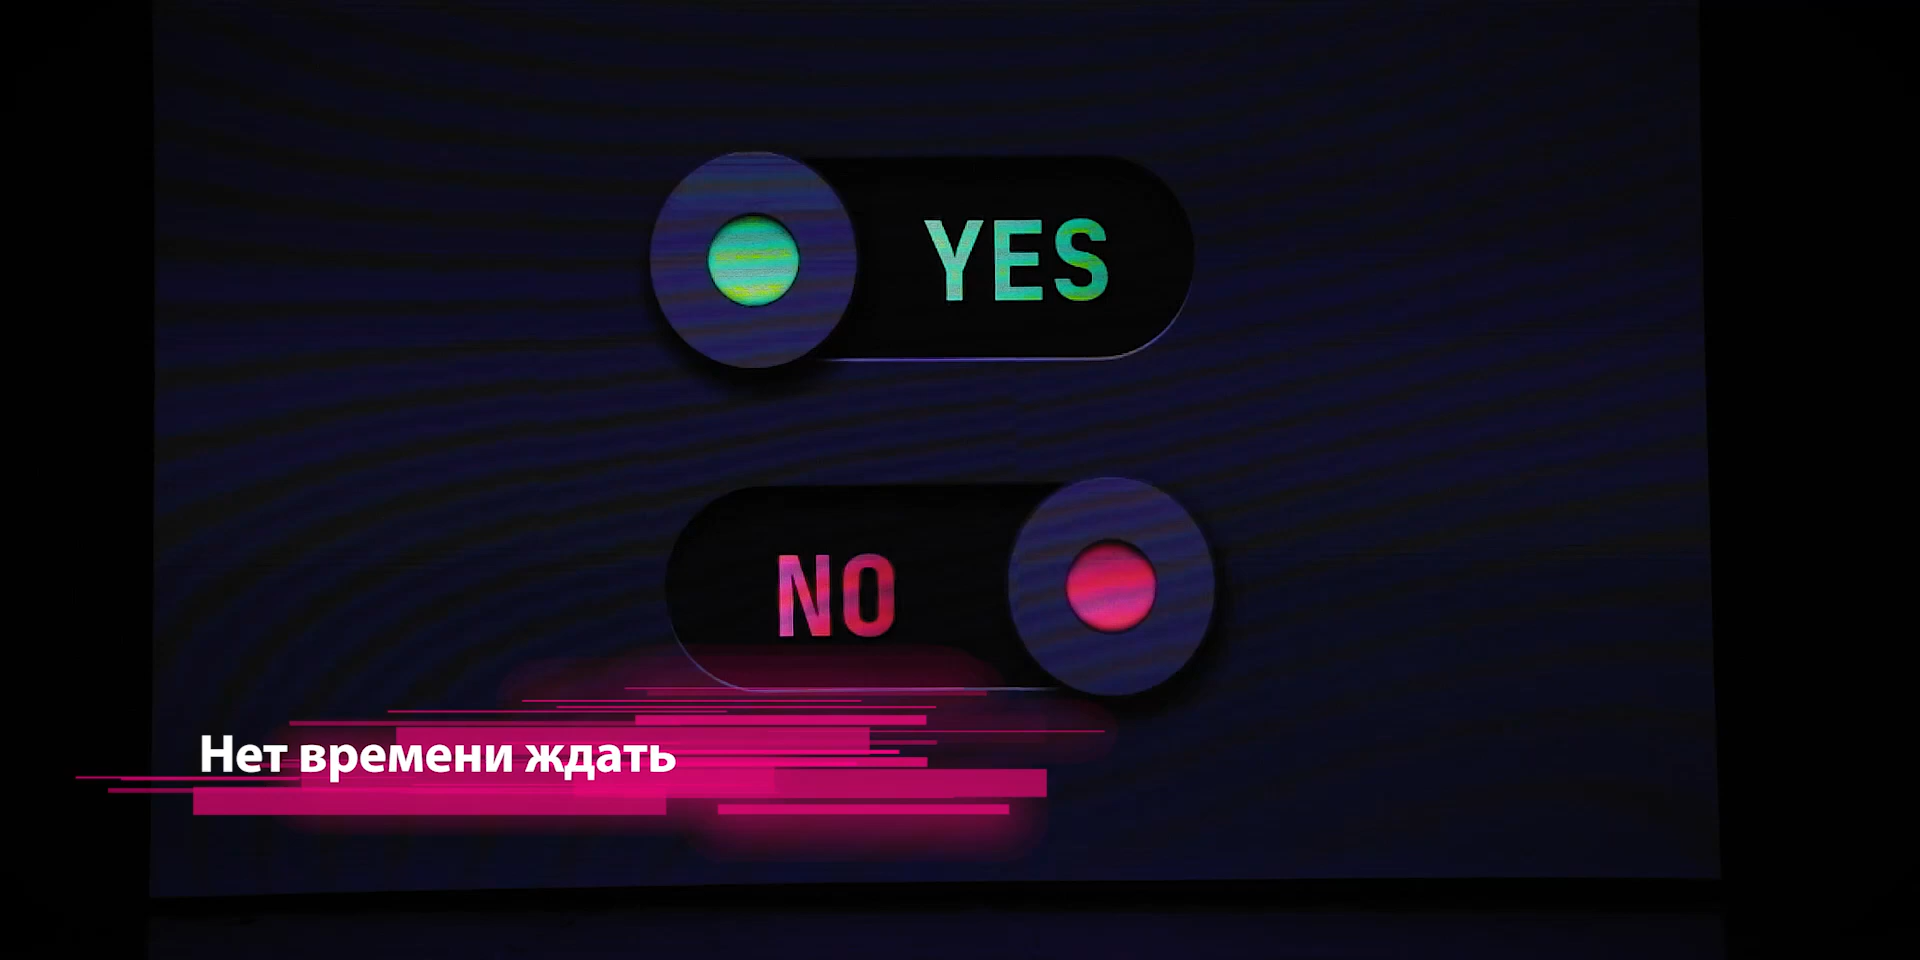 YES
NO
Нет времени ждать